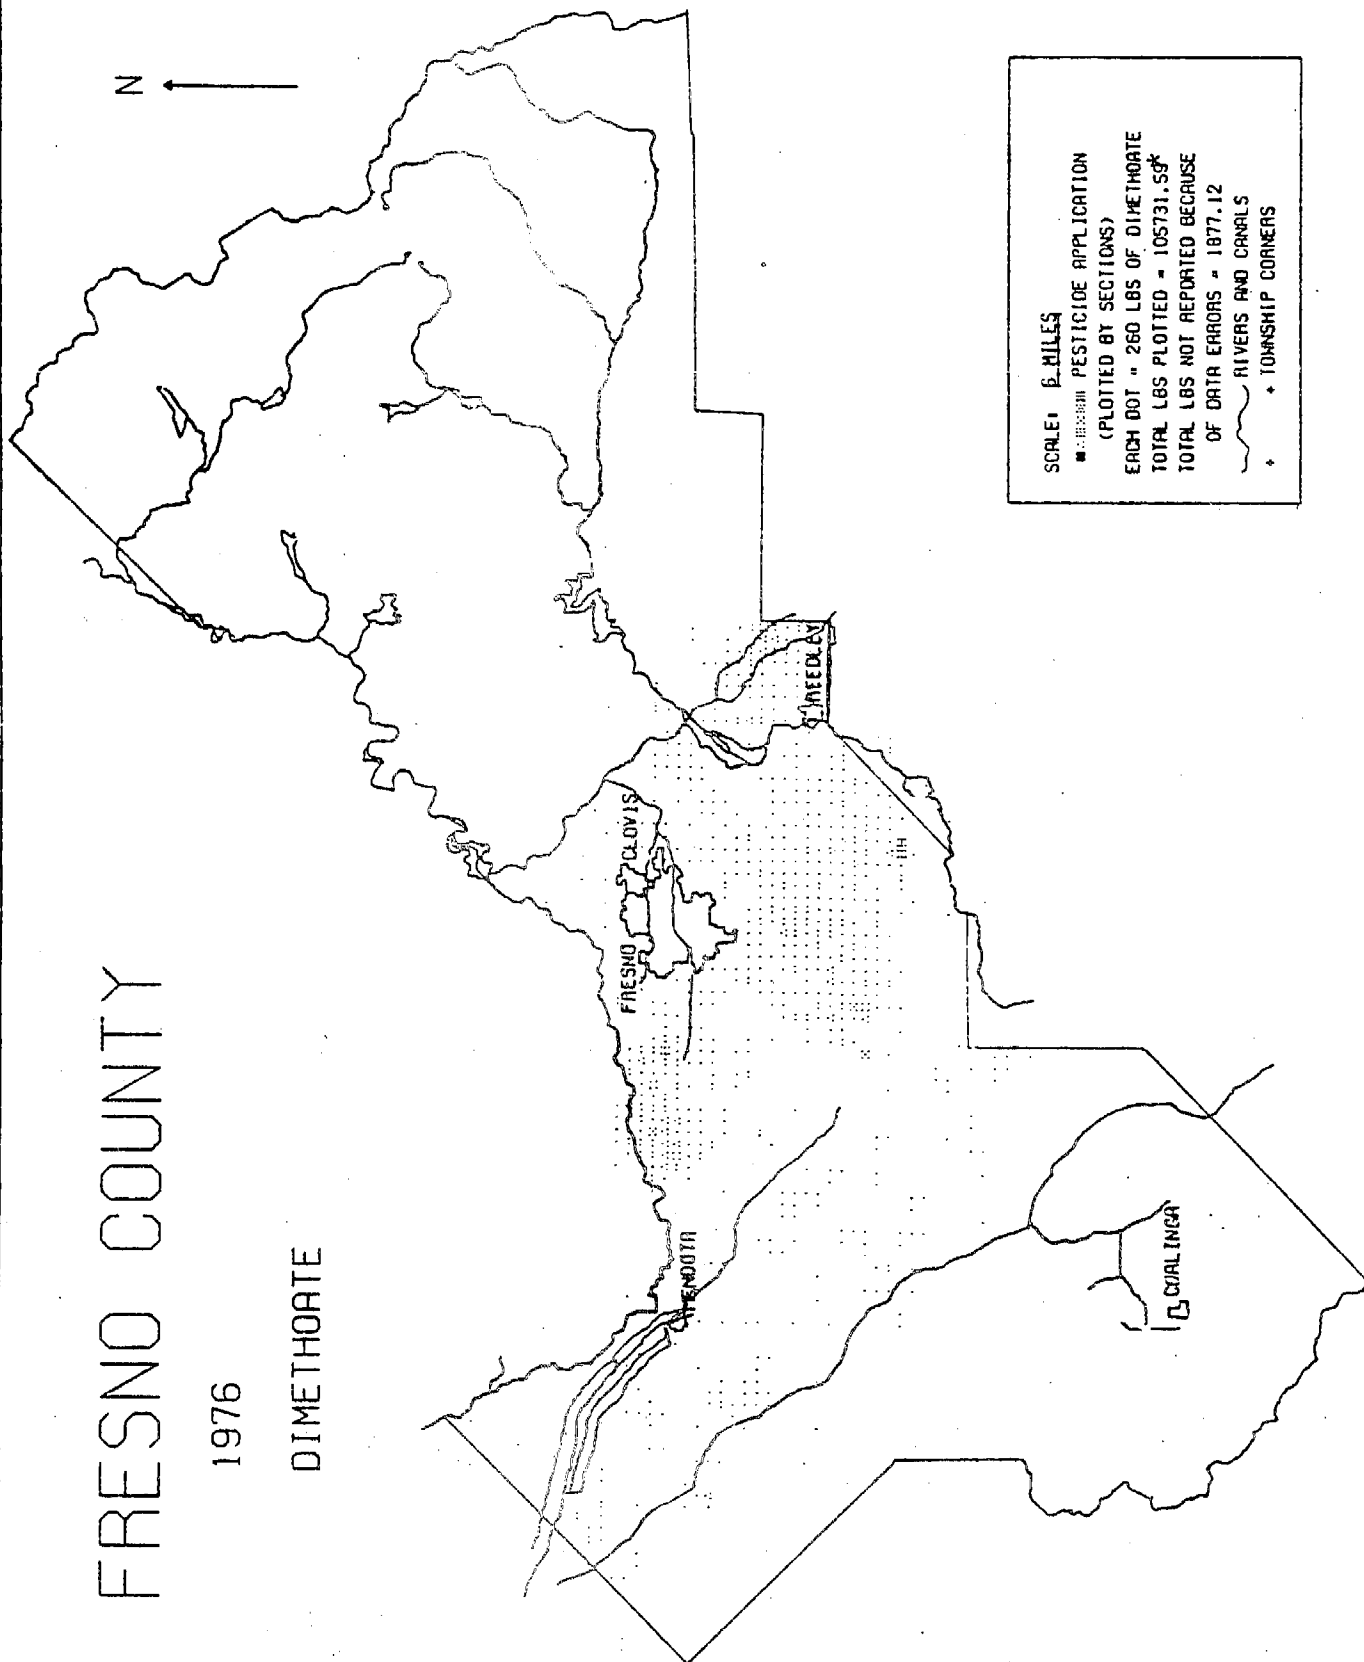 FRESNO COUNTY
1976
DIMETHOATE
N
FRESNO
CLOVIS
REEDLEY
MENDOTA
COALINGA
SCALE: 6 MILES
PESTICIDE APPLICATION
(PLOTTED BY SECTIONS)
EACH DOT = 260 LBS OF DIMETHOATE
TOTAL LBS PLOTTED = 105731.59*
TOTAL LBS NOT REPORTED BECAUSE
OF DATA ERRORS = 1877.12
RIVERS AND CANALS
+ + TOWNSHIP CORNERS